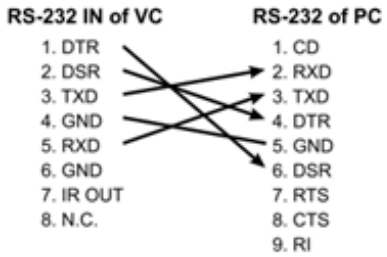 RS-232 IN of VC
1. DTR
2. DSR
3. TXD
4. GND
5. RXD
6. GND
7. IR OUT
8. N.C.
RS-232 of PC
1. CD
2. RXD
3. TXD
4. DTR
5. GND
6. DSR
7. RTS
8. CTS
9. RI